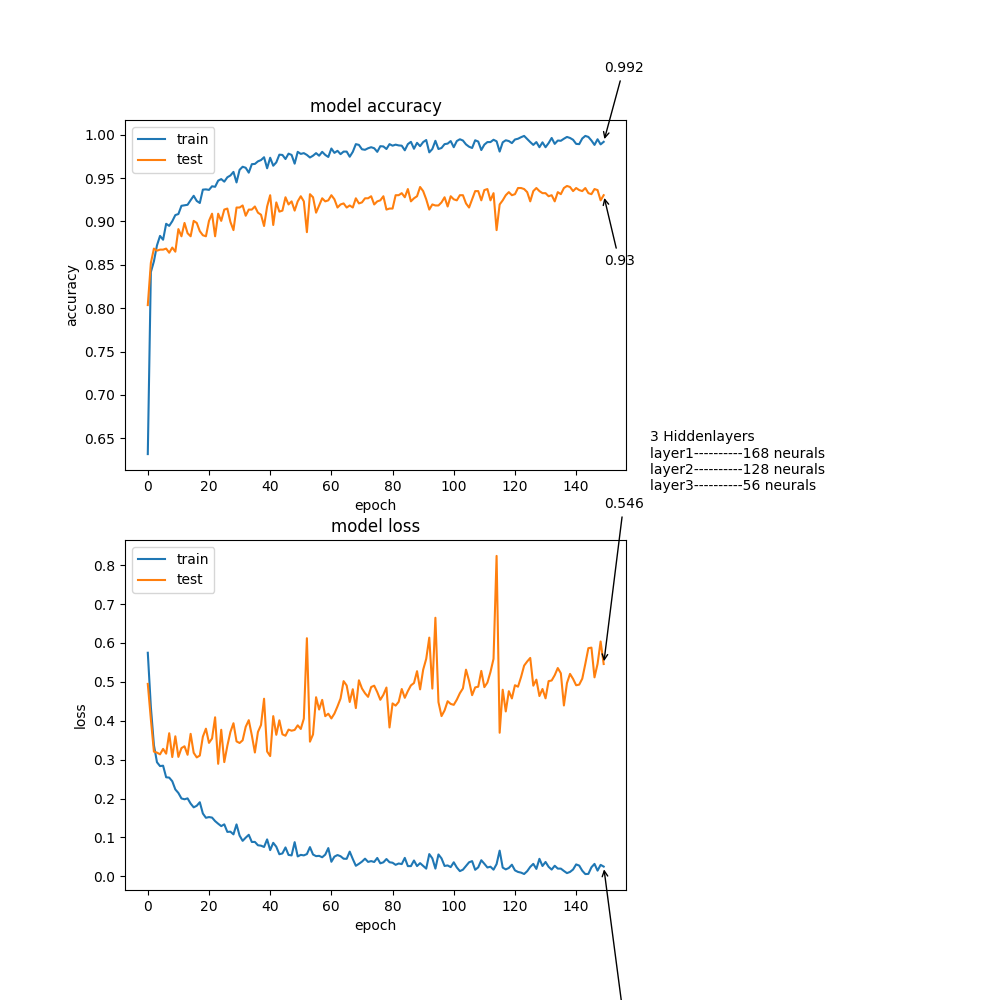 0.992
model accuracy
train
test
1.00
0.95
0.90
0.85
0.80
0.75
0.70
0.65
accuracy
0.93
0 20 40 60 80 100 120 140
epoch
3 Hiddenlayers
layer1----------168 neurals
layer2----------128 neurals
layer3----------56 neurals
0.546
model loss
train
test
0.8
0.7
0.6
0.5
0.4
0.3
0.2
0.1
0.0
loss
0 20 40 60 80 100 120 140
epoch